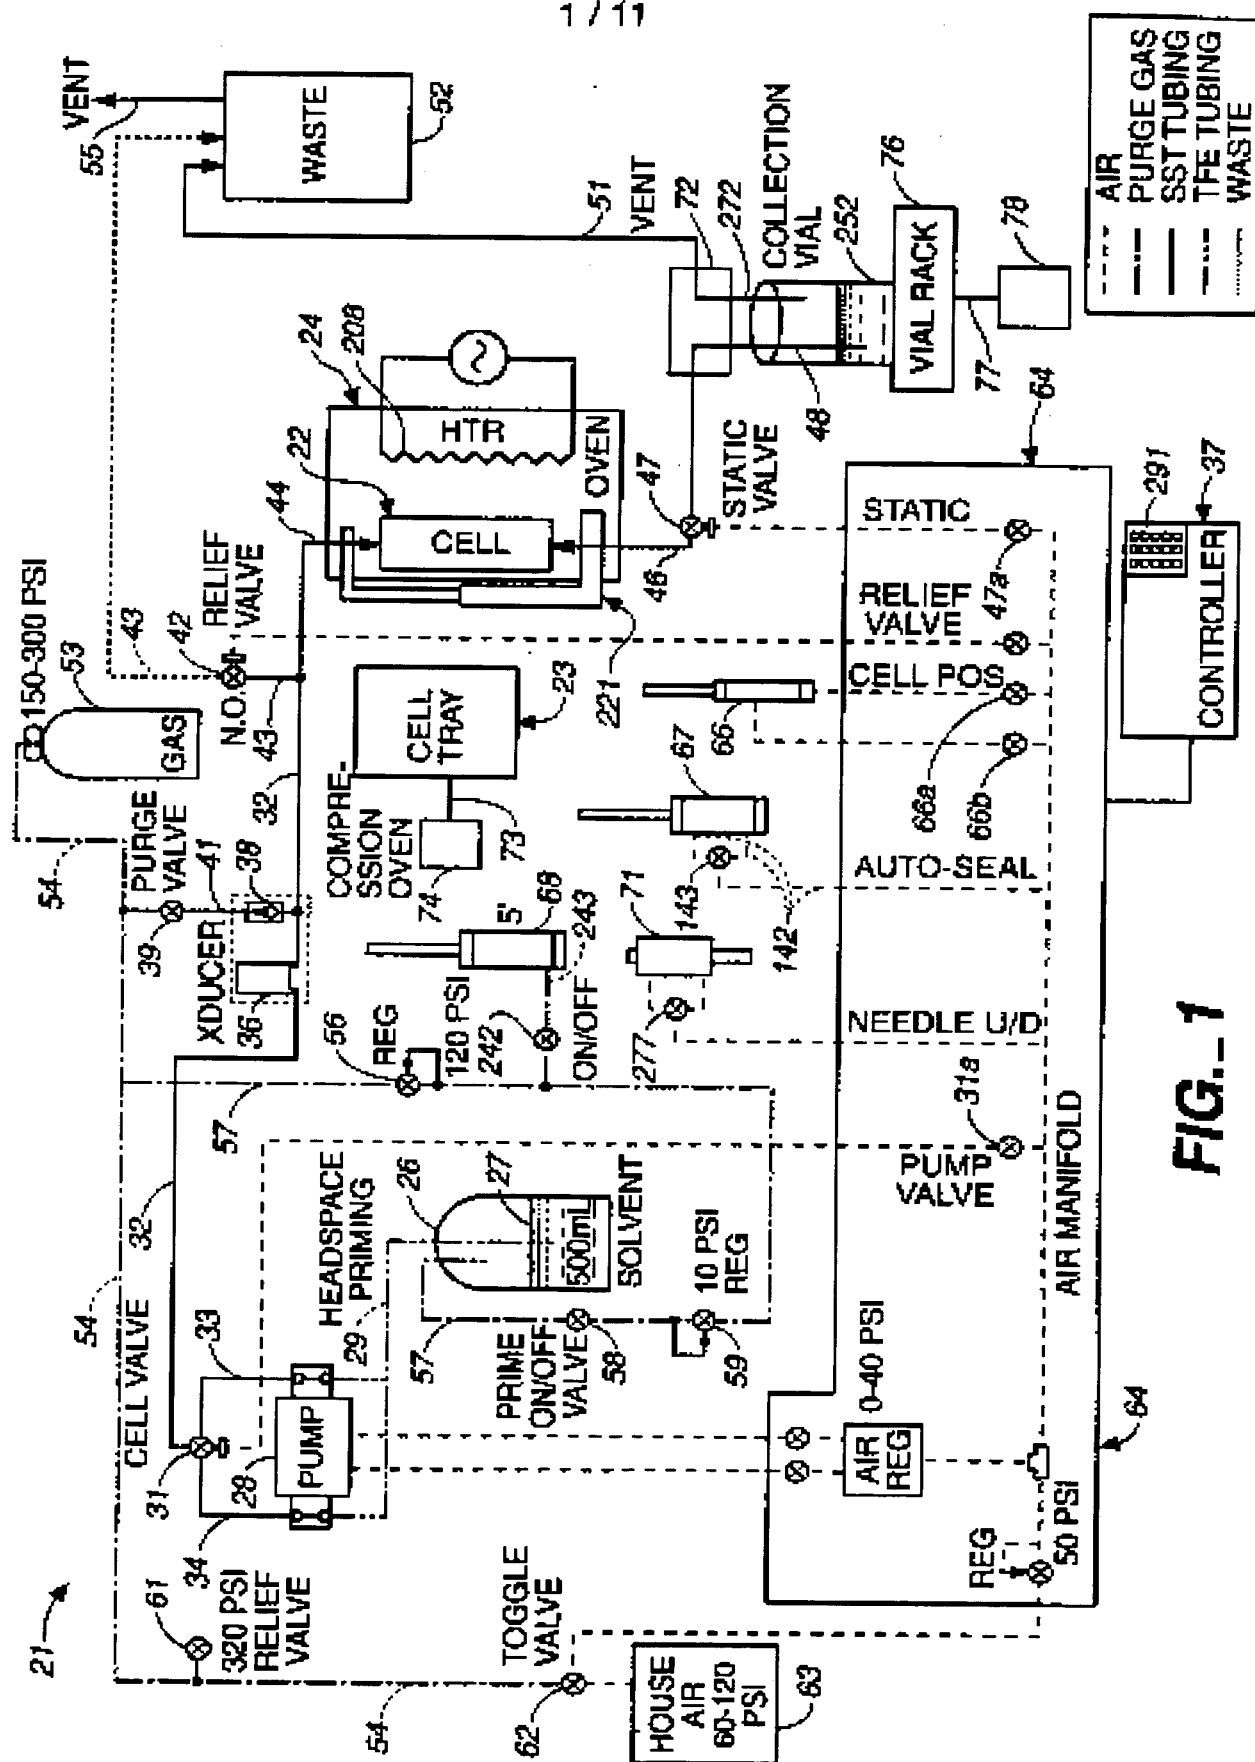 1 / 11
VENT
55
WASTE
52
51
VENT
72
272
COLLECTION
VIAL
252
76
VIAL RACK
77
78
48
AIR
PURGE GAS
SST TUBING
TFE TUBING
WASTE
24
208
HTR
OVEN
22
44
CELL
46
47
STATIC
VALVE
221
150-300 PSI
53
GAS
43
42
RELIEF
VALVE
N.O.
43
32
PURGE
VALVE
41
38
39
XDUCER
36
54
COMPRE-
SSION
OVEN
CELL
TRAY
23
73
74
5'
68
243
120 PSI
242
ON/OFF
REG
56
57
66
67
143
142
71
277
64
STATIC
47a
RELIEF
VALVE
CELL POS
66a
66b
AUTO-SEAL
NEEDLE U/D
31a
PUMP
VALVE
AIR MANIFOLD
291
37
CONTROLLER
32
54
CELL VALVE
33
31
28
PUMP
34
HEADSPACE
PRIMING
29
26
27
500mL
SOLVENT
57
PRIME
ON/OFF
VALVE
58
10 PSI
REG
59
0-40 PSI
AIR
REG
64
REG
50 PSI
21
61
320 PSI
RELIEF
VALVE
54
TOGGLE
VALVE
62
HOUSE
AIR
60-120
PSI
63
FIG._1